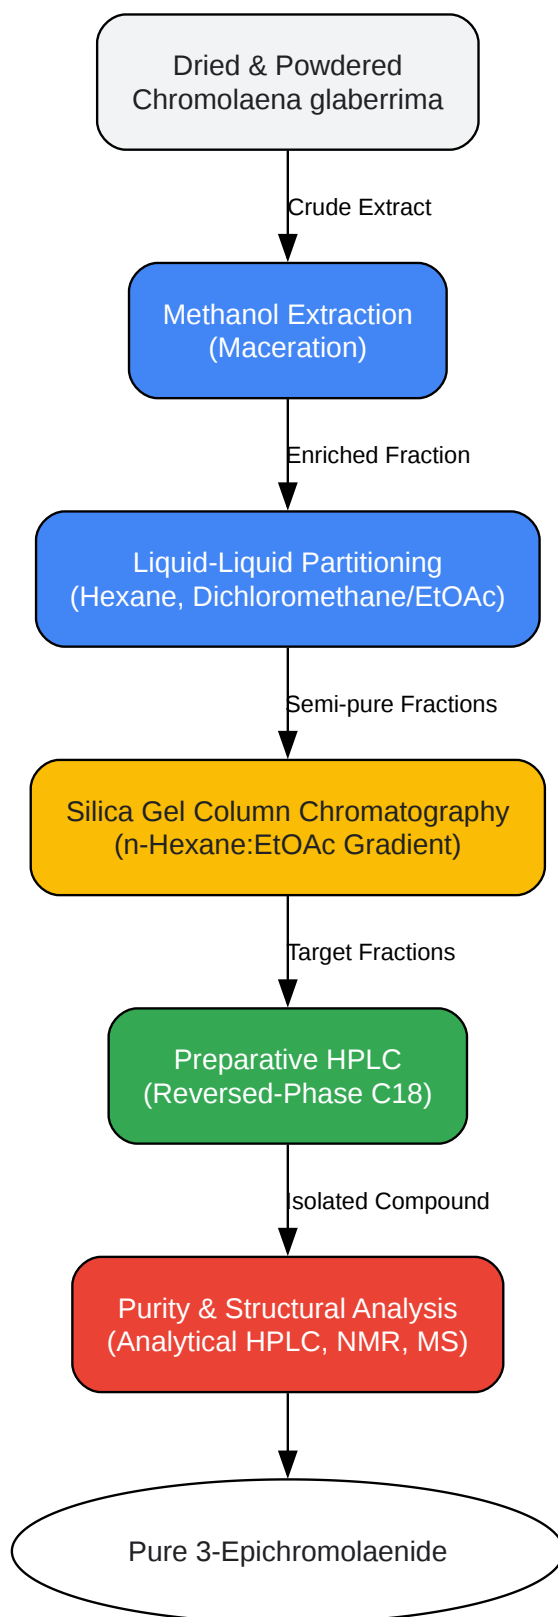 Dried & Powdered
Chromolaena glaberrima
Crude Extract
Methanol Extraction
(Maceration)
Enriched Fraction
Liquid-Liquid Partitioning
(Hexane, Dichloromethane/EtOAc)
Semi-pure Fractions
Silica Gel Column Chromatography
(n-Hexane:EtOAc Gradient)
Target Fractions
Preparative HPLC
(Reversed-Phase C18)
Isolated Compound
Purity & Structural Analysis
(Analytical HPLC, NMR, MS)
Pure 3-Epichromolaenide